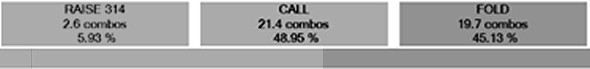 RAISE 314 CALL FOLD
2.6 combos 21.4 combos 19.7 combos
5.93 % 48.95 % 45.13 %